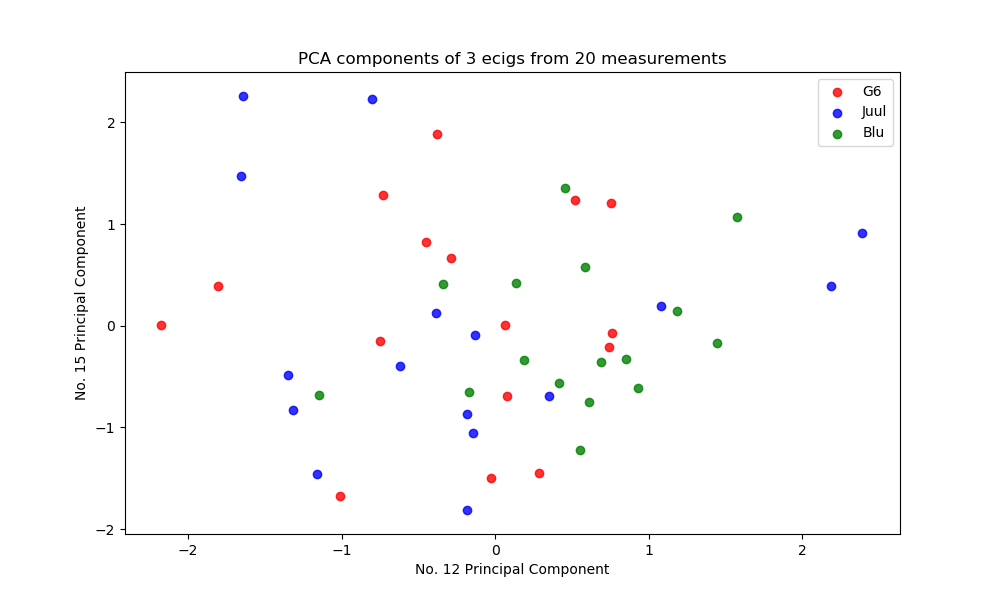 PCA components of 3 ecigs from 20 measurements
G6
Juul
Blu
2
1
0
−1
−2
No. 15 Principal Component
−2
−1
0
1
2
No. 12 Principal Component